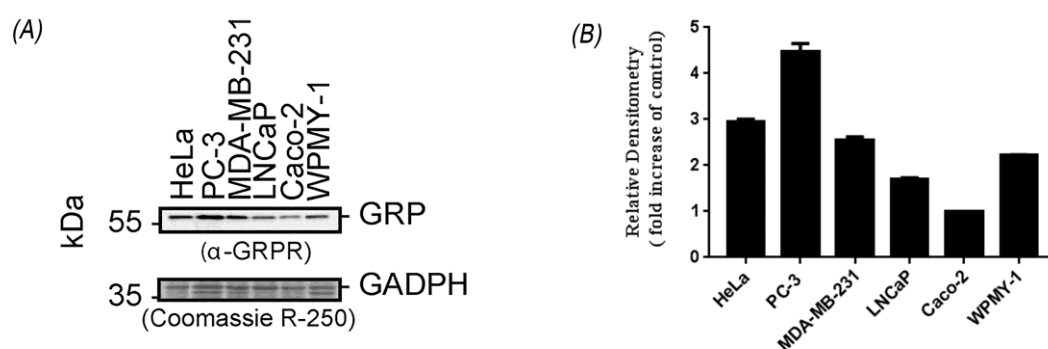 (A)
HeLa
PC-3
MDA-MB-231
LNCaP
Caco-2
WPMY-1
kDa
55
GRP
(α-GRPR)
35
GADPH
(Coomassie R-250)
(B)
Relative Densitometry
( fold increase of control)
5
4
3
2
1
0
HeLa
PC-3
MDA-MB-231
LNCaP
Caco-2
WPMY-1